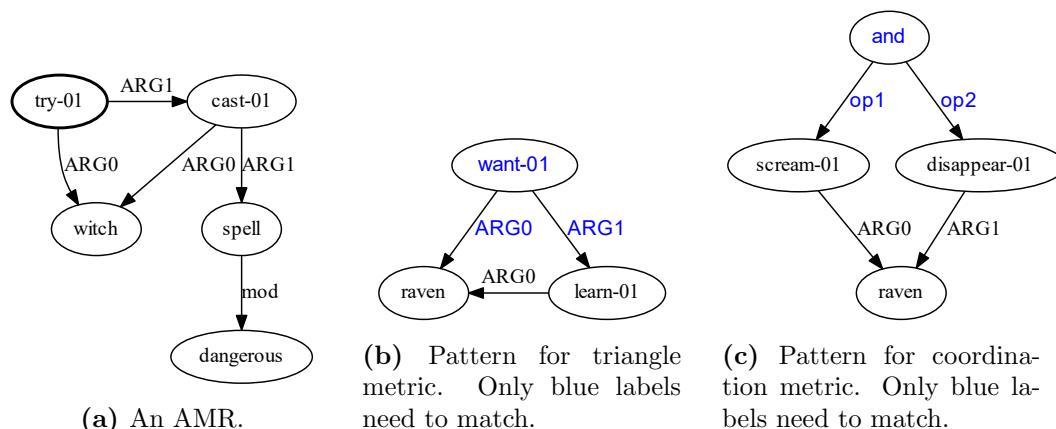 try-01
ARG1
cast-01
ARG0
ARG0
ARG1
witch
spell
mod
dangerous
(a) An AMR.
want-01
ARG0
ARG1
raven
ARG0
learn-01
(b) Pattern for triangle
metric. Only blue labels
need to match.
and
op1
op2
scream-01
disappear-01
ARG0
ARG1
raven
(c) Pattern for coordina-
tion metric. Only blue la-
bels need to match.